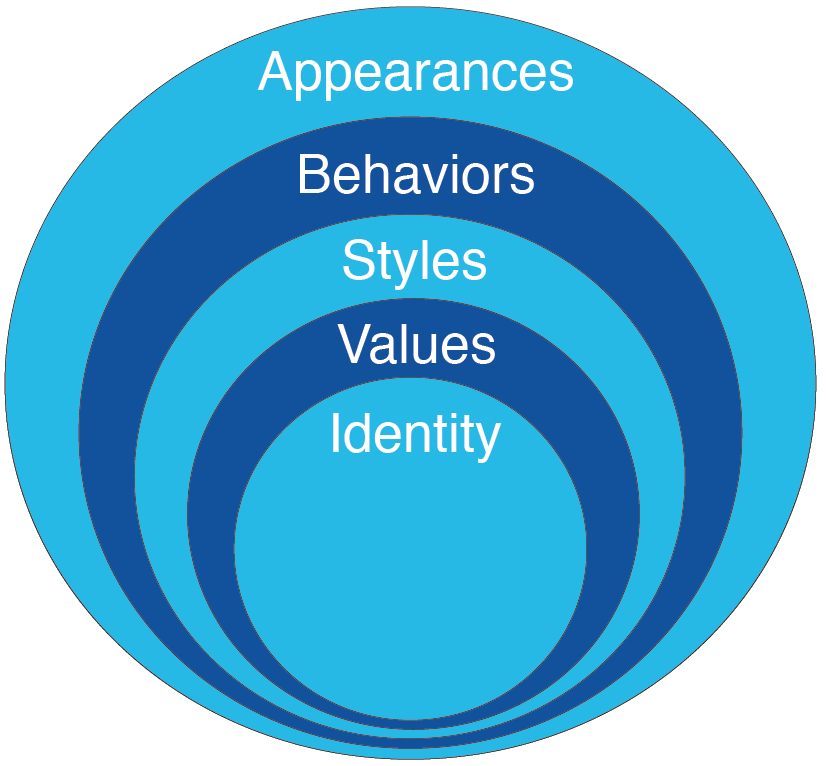 Appearances
Behaviors
Styles
Values
Identity